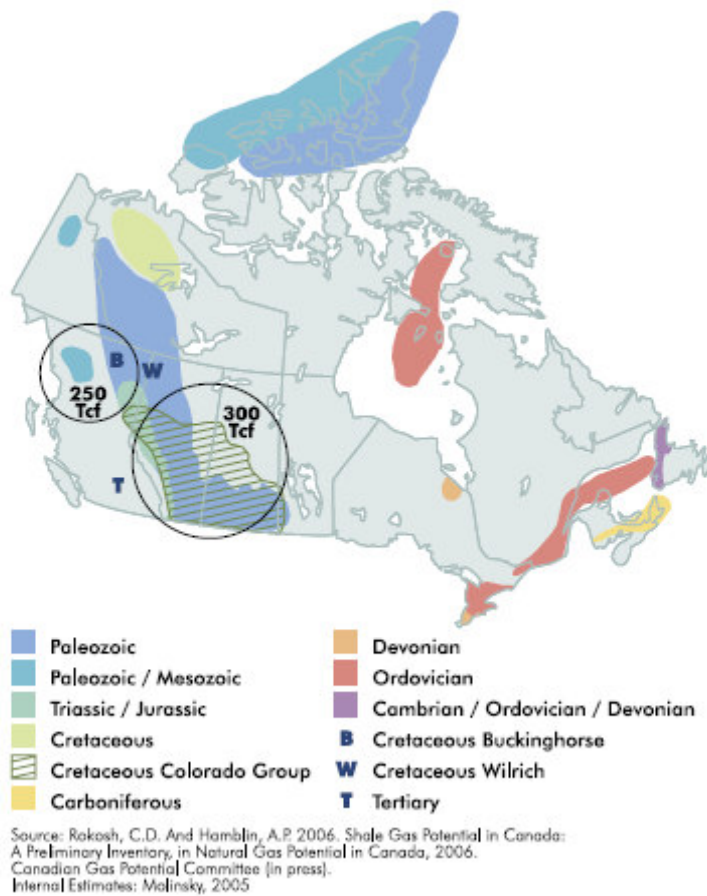 B
W
250
Tcf
300
Tcf
T
Paleozoic
Paleozoic / Mesozoic
Triassic / Jurassic
Cretaceous
Cretaceous Colorado Group
Carboniferous
Devonian
Ordovician
Cambrian / Ordovician / Devonian
B Cretaceous Buckinghorse
W Cretaceous Wilrich
T Tertiary
Source: Rokosh, C.D. And Hamblin, A.P. 2006. Shale Gas Potential in Canada:
A Preliminary Inventory, in Natural Gas Potential in Canada, 2006.
Canadian Gas Potential Committee (in press).
Internal Estimates: Molinsky, 2005